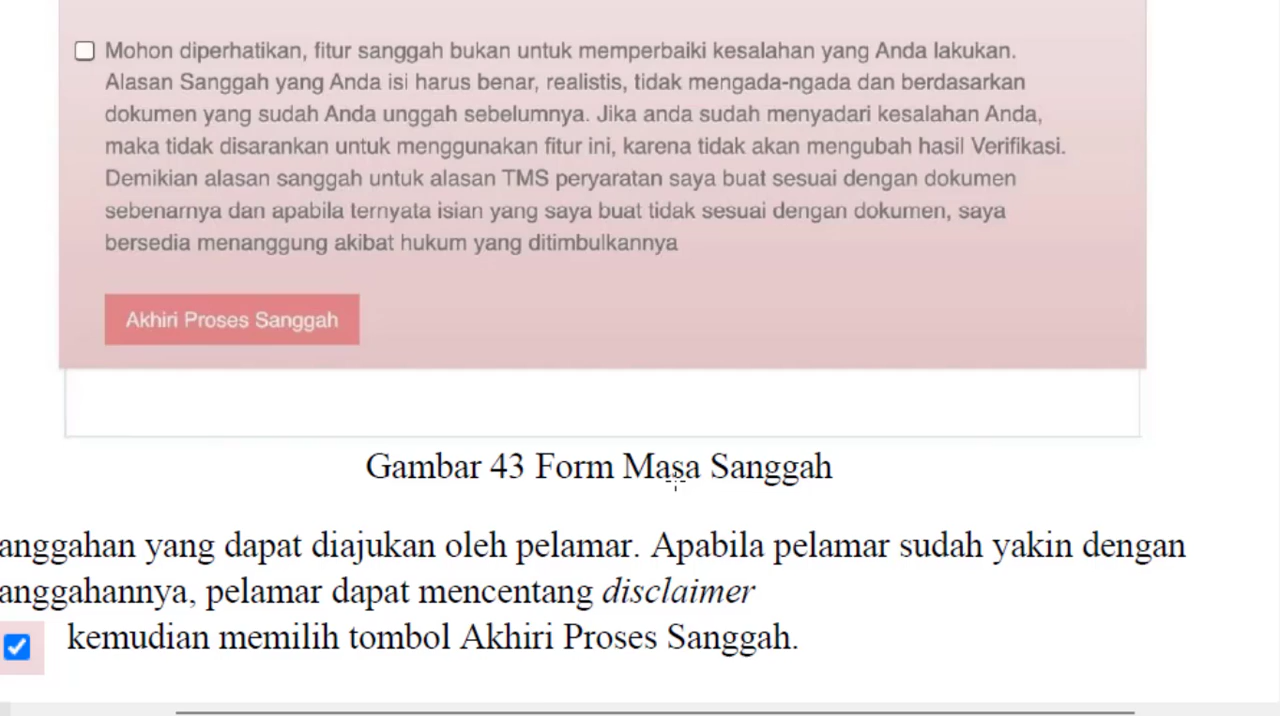 Mohon diperhatikan, fitur sanggah bukan untuk memperbaiki kesalahan yang Anda lakukan.
Alasan Sanggah yang Anda isi harus benar, realistis, tidak mengada-ngada dan berdasarkan
dokumen yang sudah Anda unggah sebelumnya. Jika anda sudah menyadari kesalahan Anda,
maka tidak disarankan untuk menggunakan fitur ini, karena tidak akan mengubah hasil Verifikasi.
Demikian alasan sanggah untuk alasan TMS peryaratan saya buat sesuai dengan dokumen
sebenarnya dan apabila ternyata isian yang saya buat tidak sesuai dengan dokumen, saya
bersedia menanggung akibat hukum yang ditimbulkannya
Akhiri Proses Sanggah
Gambar 43 Form Masa Sanggah
anggahan yang dapat diajukan oleh pelamar. Apabila pelamar sudah yakin dengan
anggahannya, pelamar dapat mencentang disclaimer
kemudian memilih tombol Akhiri Proses Sanggah.